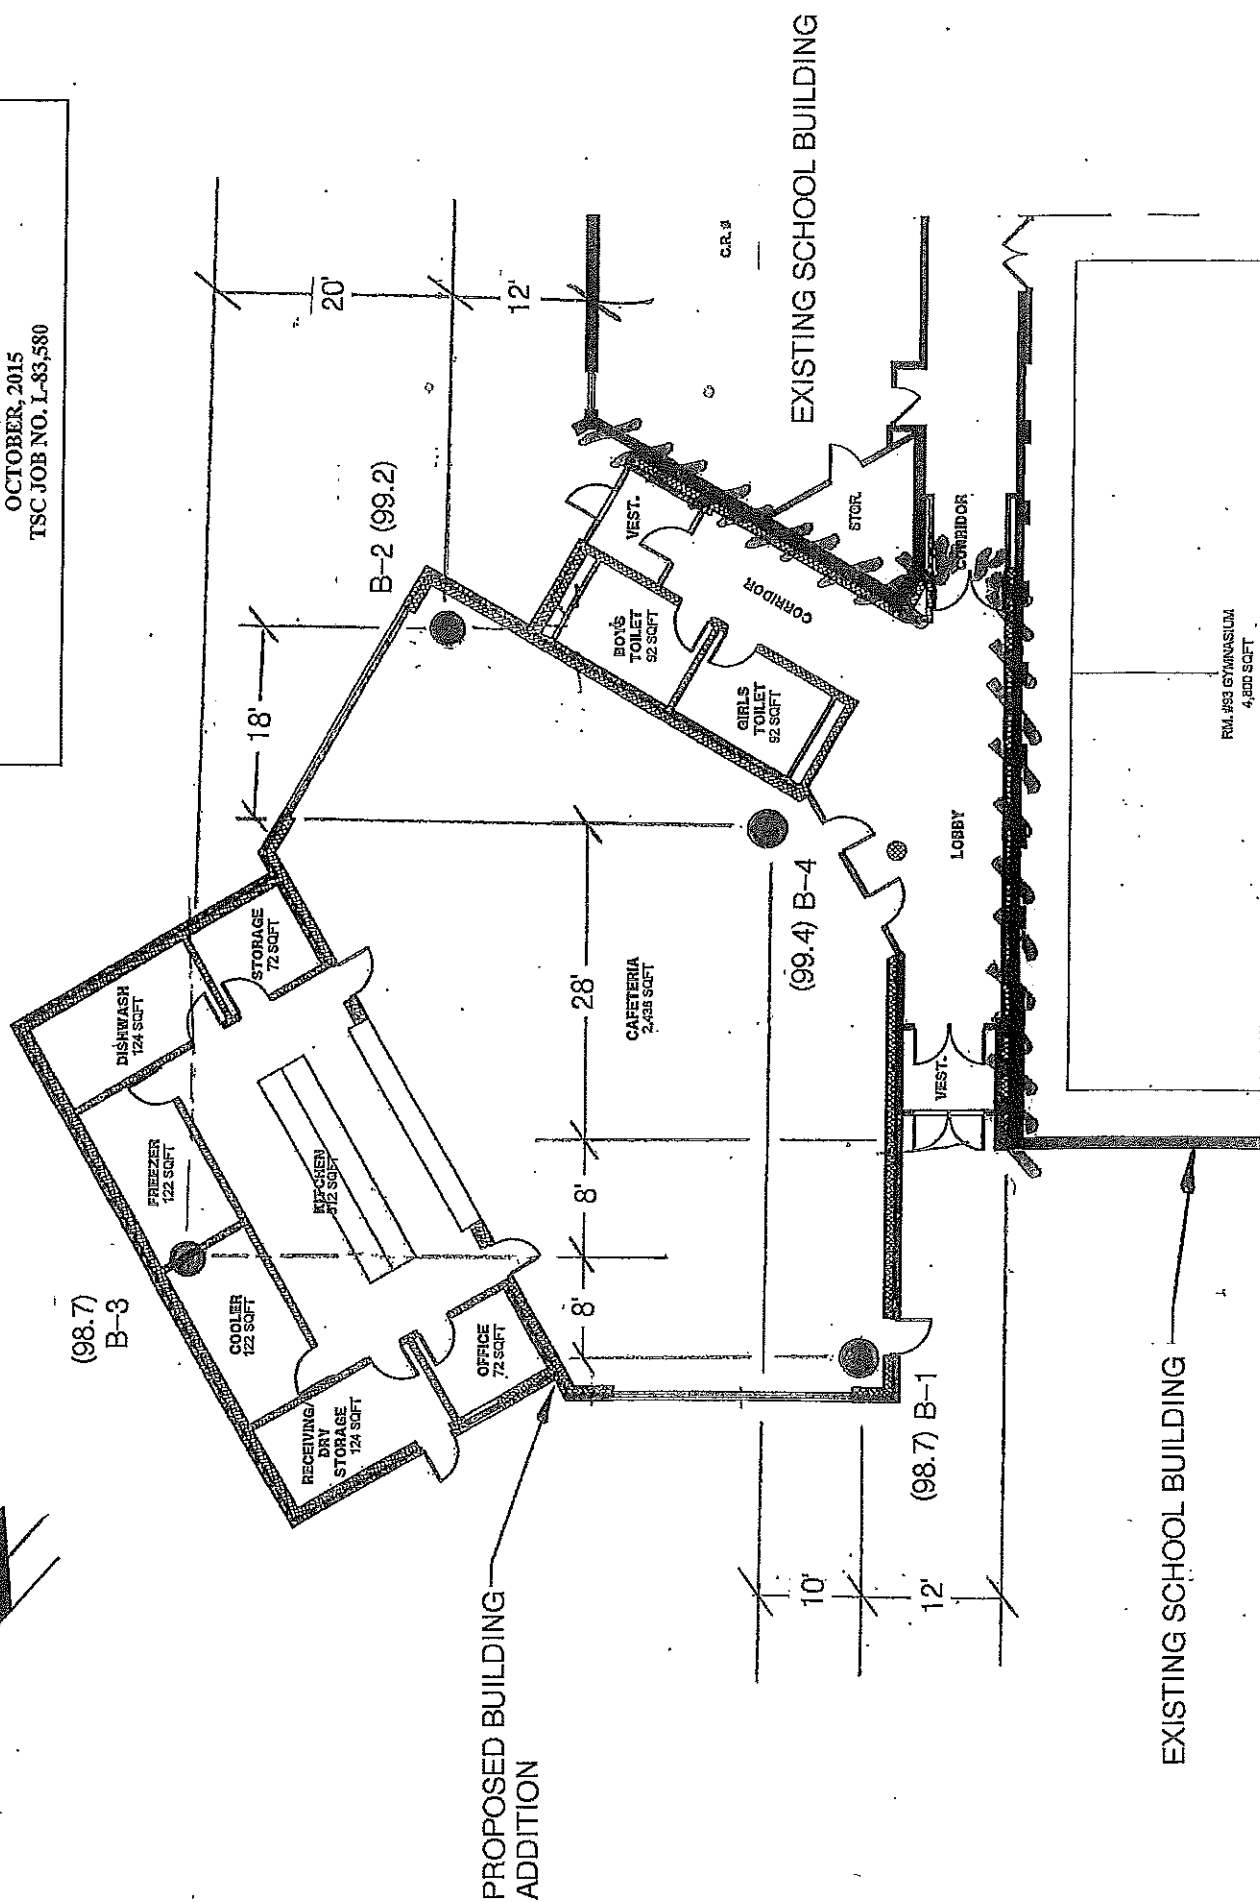 OCTOBER, 2015
TSC JOB NO. L-83,580
EXISTING SCHOOL BUILDING
C.R. #
20'
12'
B-2 (99.2)
18'
VEST.
STOR.
CORRIDOR
CORRIDOR
BOYS
TOILET
92 SQFT
GIRLS
TOILET
92 SQFT
LOBBY
RM. #93 GYMNASIUM
4,800 SQFT
(99.4) B-4
28'
CAFETERIA
2,436 SQFT
STORAGE
72 SQFT
DISHWASH
124 SQFT
FREEZER
122 SQFT
KITCHEN
512 SQFT
VEST.
8'
8'
(98.7)
B-3
COOLER
122 SQFT
OFFICE
72 SQFT
RECEIVING/
DRY
STORAGE
124 SQFT
(98.7) B-1
10'
12'
PROPOSED BUILDING
ADDITION
EXISTING SCHOOL BUILDING